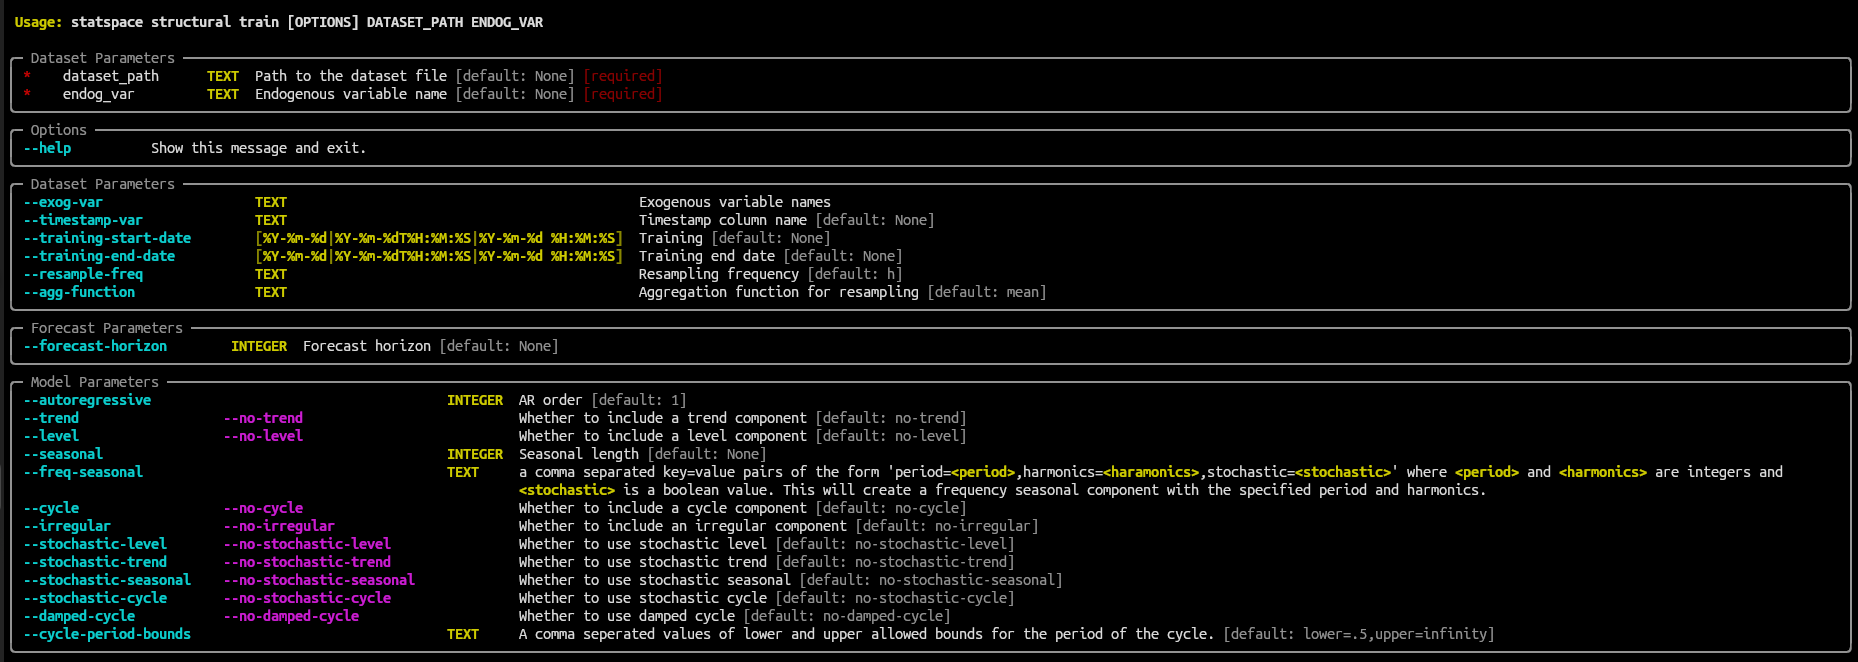 Usage: statspace structural train [OPTIONS] DATASET_PATH ENDOG_VAR
Dataset Parameters
* dataset_path TEXT Path to the dataset file [default: None] [required]
* endog_var TEXT Endogenous variable name [default: None] [required]
Options
--help Show this message and exit.
Dataset Parameters
--exog-var TEXT Exogenous variable names
--timestamp-var TEXT Timestamp column name [default: None]
--training-start-date [%Y-%m-%d|%Y-%m-%dT%H:%M:%S|%Y-%m-%d %H:%M:%S] Training [default: None]
--training-end-date [%Y-%m-%d|%Y-%m-%dT%H:%M:%S|%Y-%m-%d %H:%M:%S] Training end date [default: None]
--resample-freq TEXT Resampling frequency [default: h]
--agg-function TEXT Aggregation function for resampling [default: mean]
Forecast Parameters
--forecast-horizon INTEGER Forecast horizon [default: None]
Model Parameters
--autoregressive INTEGER AR order [default: 1]
--trend --no-trend Whether to include a trend component [default: no-trend]
--level --no-level Whether to include a level component [default: no-level]
--seasonal INTEGER Seasonal length [default: None]
--freq-seasonal TEXT a comma separated key=value pairs of the form 'period=<period>,harmonics=<haramonics>,stochastic=<stochastic>' where <period> and <harmonics> are integers and
<stochastic> is a boolean value. This will create a frequency seasonal component with the specified period and harmonics.
--cycle --no-cycle Whether to include a cycle component [default: no-cycle]
--irregular --no-irregular Whether to include an irregular component [default: no-irregular]
--stochastic-level --no-stochastic-level Whether to use stochastic level [default: no-stochastic-level]
--stochastic-trend --no-stochastic-trend Whether to use stochastic trend [default: no-stochastic-trend]
--stochastic-seasonal --no-stochastic-seasonal Whether to use stochastic seasonal [default: no-stochastic-seasonal]
--stochastic-cycle --no-stochastic-cycle Whether to use stochastic cycle [default: no-stochastic-cycle]
--damped-cycle --no-damped-cycle Whether to use damped cycle [default: no-damped-cycle]
--cycle-period-bounds TEXT A comma seperated values of lower and upper allowed bounds for the period of the cycle. [default: lower=.5,upper=infinity]